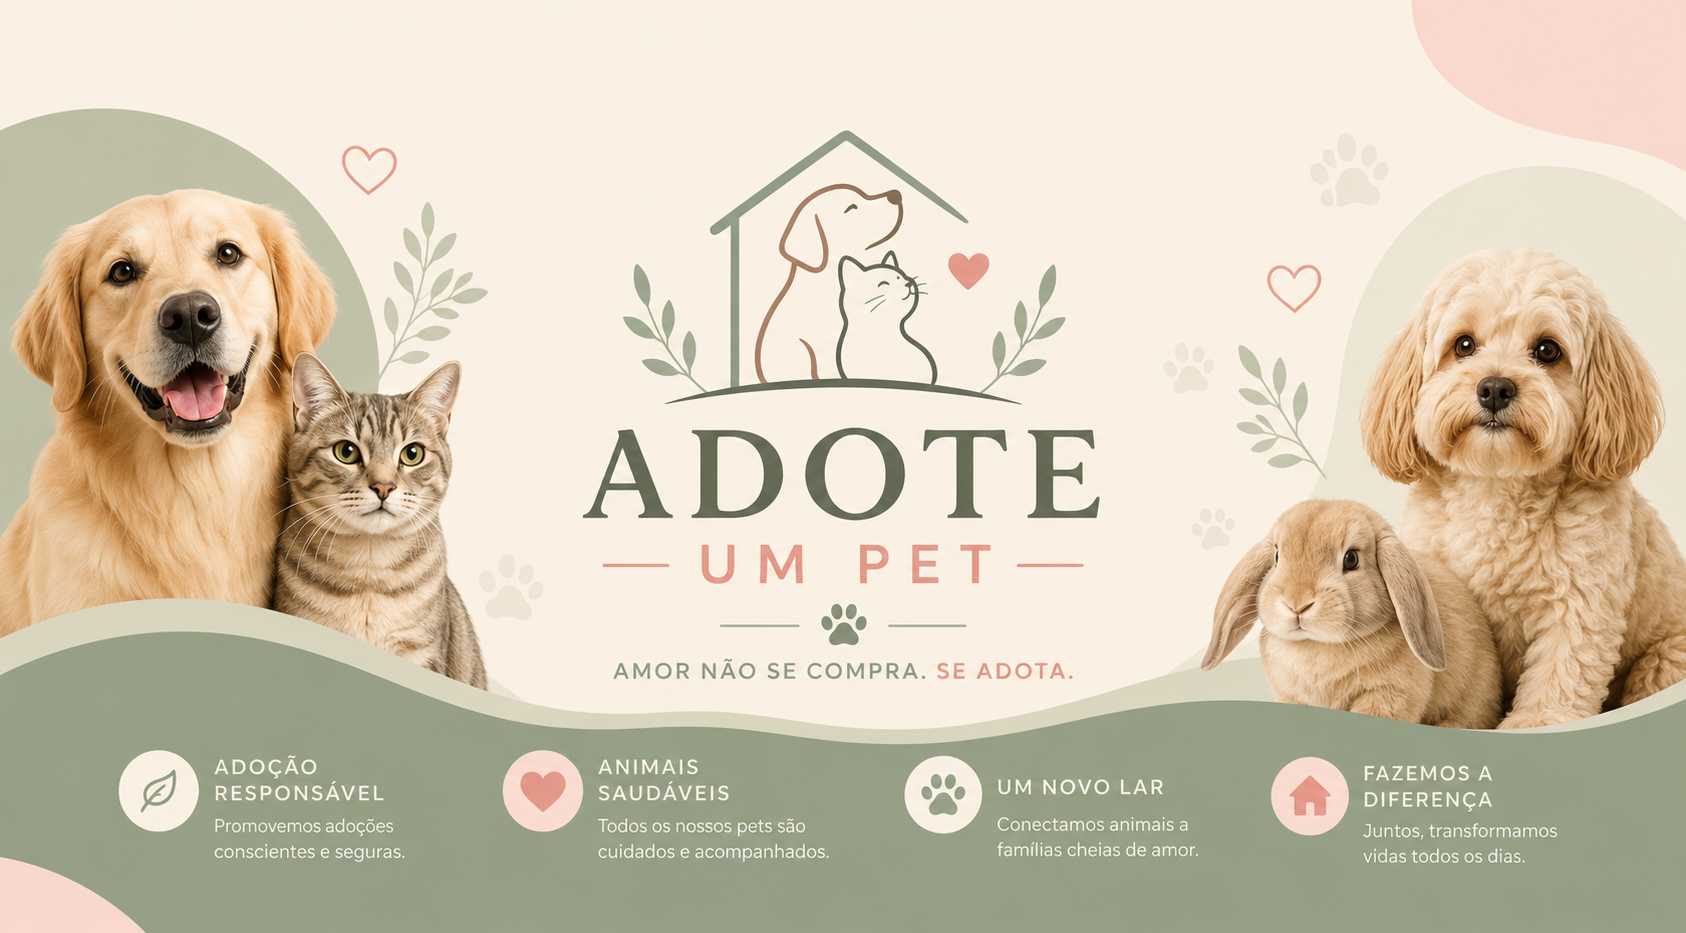 ADOTE
UM PET
AMOR NÃO SE COMPRA. SE ADOTA.
ADOÇÃO
RESPONSÁVEL
Promovemos adoções
conscientes e seguras.
ANIMAIS
SAUDÁVEIS
Todos os nossos pets são
cuidados e acompanhados.
UM NOVO LAR
Conectamos animais a
famílias cheias de amor.
FAZEMOS A
DIFERENÇA
Juntos, transformamos
vidas todos os dias.